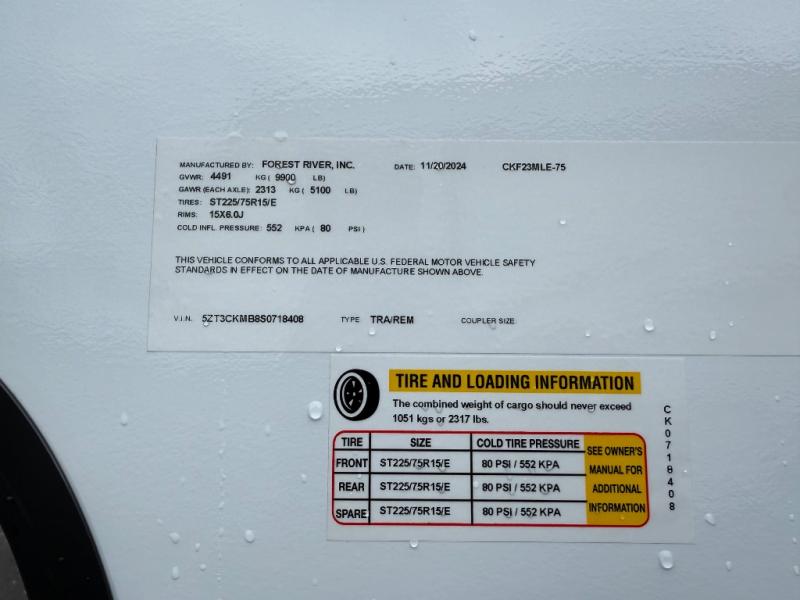 MANUFACTURED BY: FOREST RIVER, INC. DATE: 11/20/2024 CKF23MLE-75
GVWR: 4491 KG ( 9900 LB)
GAWR (EACH AXLE): 2313 KG ( 5100 LB)
TIRES: ST225/75R15/E
RIMS: 15X6.0J
COLD INFL. PRESSURE: 552 KPA ( 80 PSI )
THIS VEHICLE CONFORMS TO ALL APPLICABLE U.S. FEDERAL MOTOR VEHICLE SAFETY
STANDARDS IN EFFECT ON THE DATE OF MANUFACTURE SHOWN ABOVE.
V.I.N. 5ZT3CKMB8S0718408 TYPE TRA/REM COUPLER SIZE:
TIRE AND LOADING INFORMATION
The combined weight of cargo should never exceed
1051 kgs or 2317 lbs.
TIRE SIZE COLD TIRE PRESSURE
FRONT ST225/75R15/E 80 PSI / 552 KPA
REAR ST225/75R15/E 80 PSI / 552 KPA
SPARE ST225/75R15/E 80 PSI / 552 KPA
SEE OWNER'S
MANUAL FOR
ADDITIONAL
INFORMATION
CK0718408